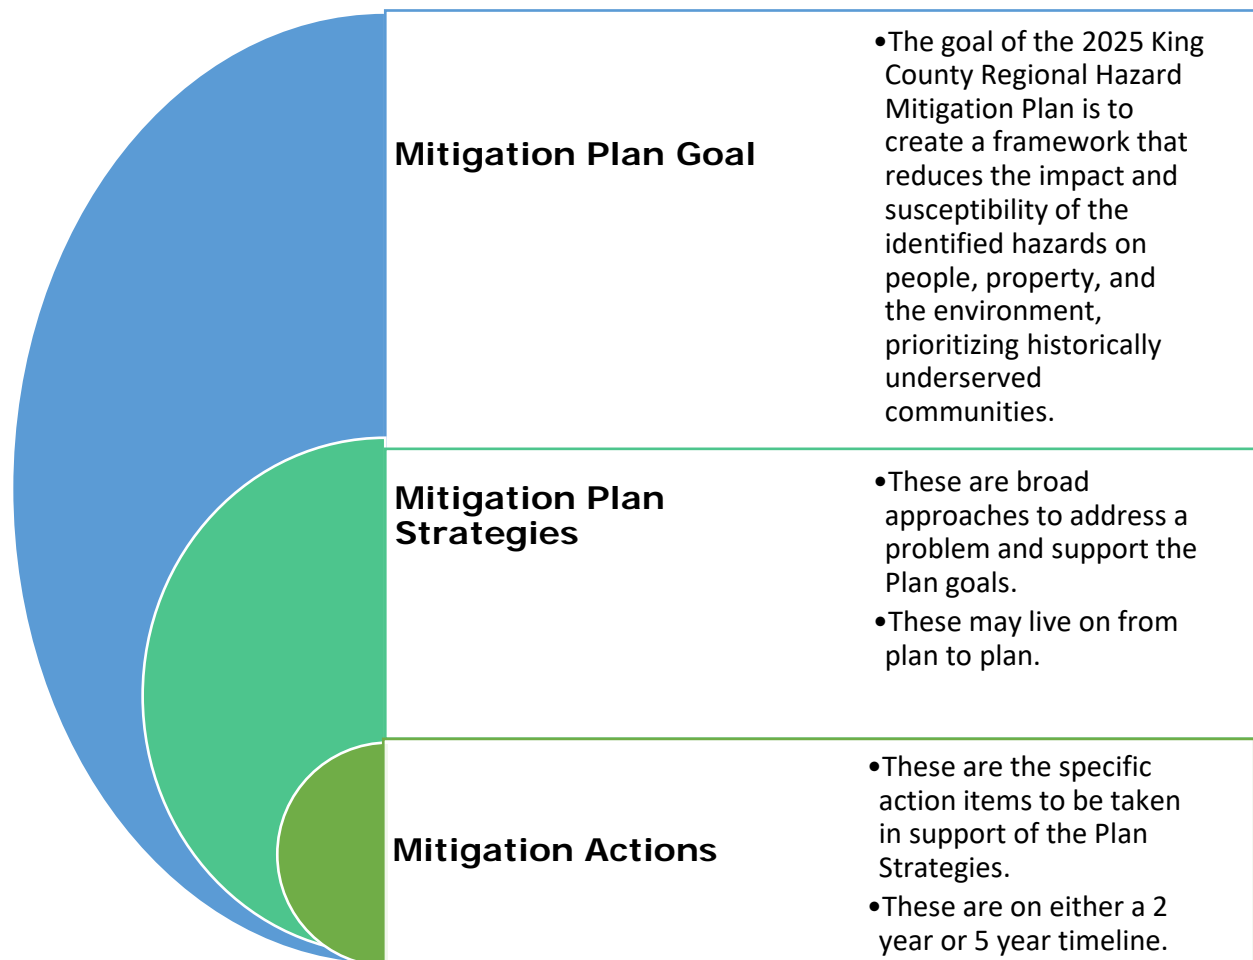 Mitigation Plan Goal
•The goal of the 2025 King
County Regional Hazard
Mitigation Plan is to
create a framework that
reduces the impact and
susceptibility of the
identified hazards on
people, property, and
the environment,
prioritizing historically
underserved
communities.
Mitigation Plan
Strategies
•These are broad
approaches to address a
problem and support the
Plan goals.
•These may live on from
plan to plan.
Mitigation Actions
•These are the specific
action items to be taken
in support of the Plan
Strategies.
•These are on either a 2
year or 5 year timeline.